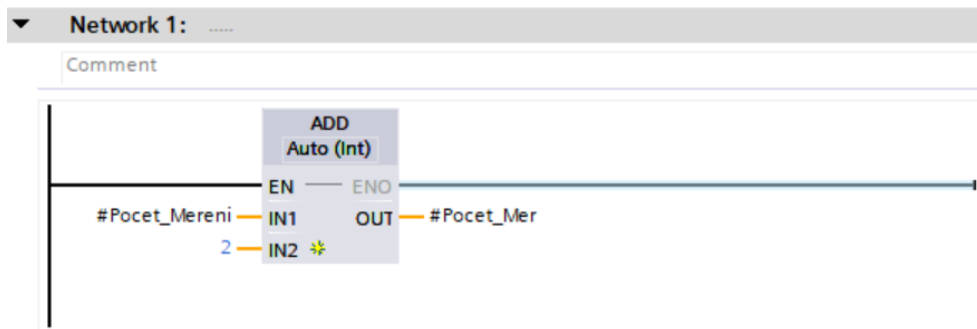 Network 1: .....
Comment
ADD
Auto (Int)
EN ENO
#Pocet_Mereni IN1 OUT #Pocet_Mer
2 IN2